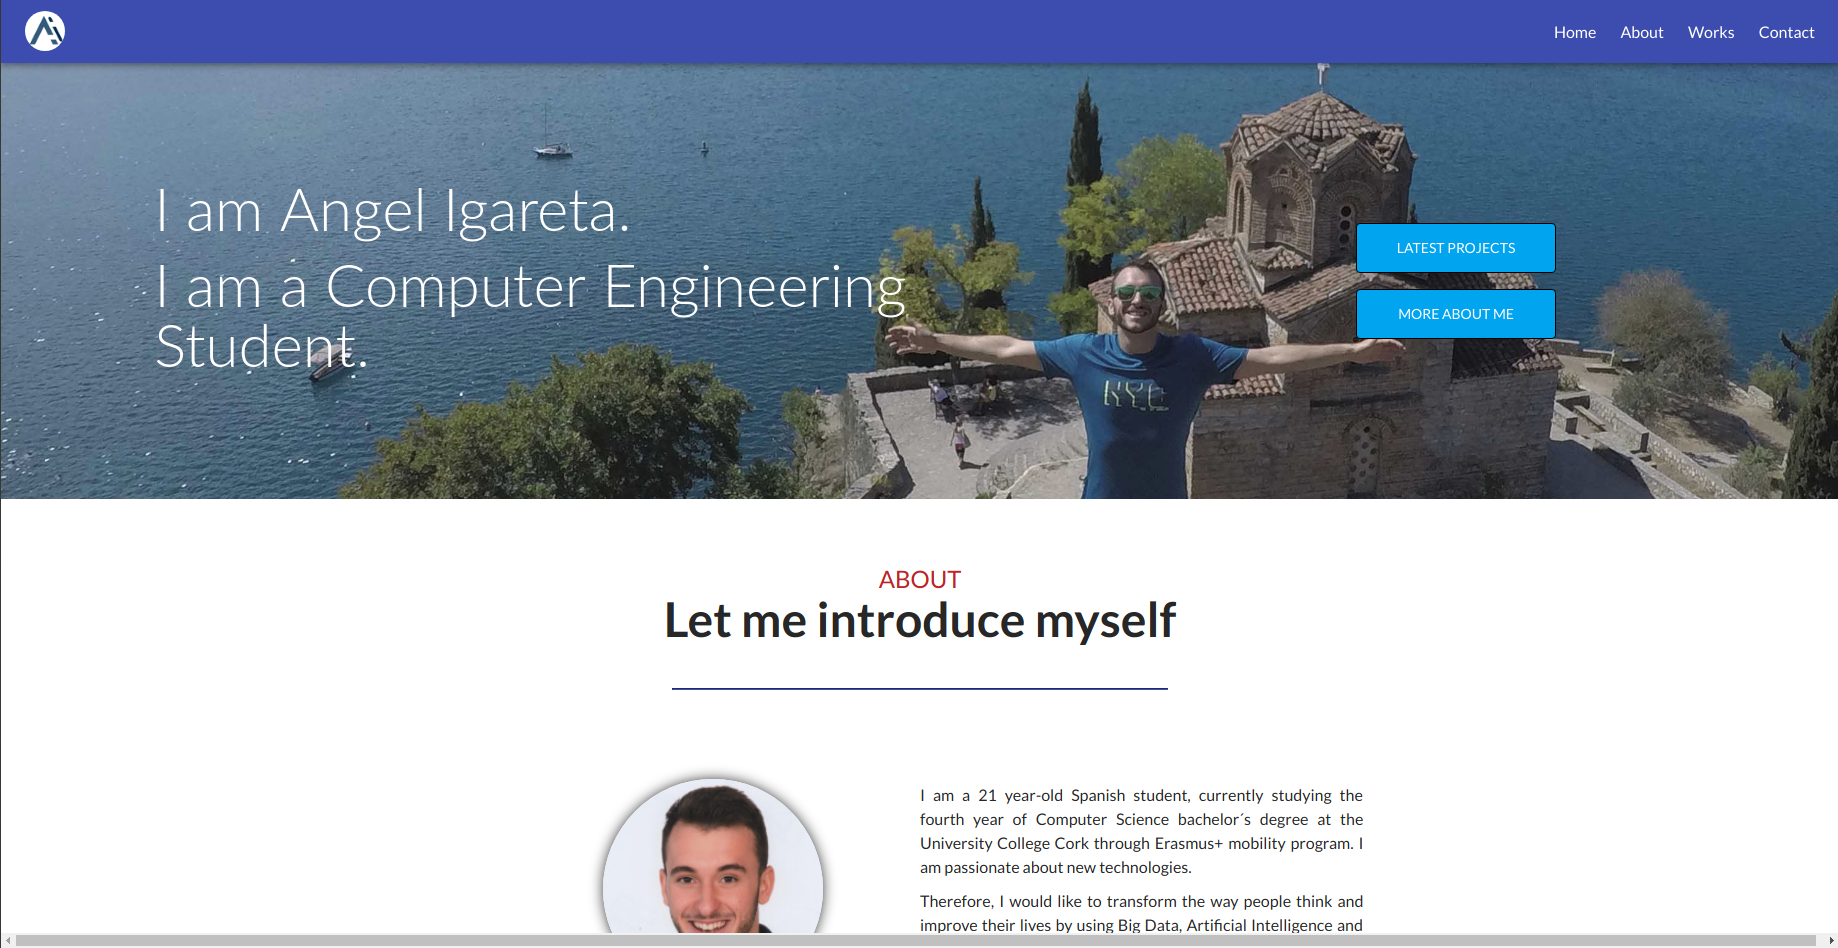 Home About Works Contact
I am Angel Igareta.
I am a Computer Engineering
Student.
LATEST PROJECTS
MORE ABOUT ME
NYC
ABOUT
Let me introduce myself
I am a 21 year-old Spanish student, currently studying the
fourth year of Computer Science bachelor´s degree at the
University College Cork through Erasmus+ mobility program. I
am passionate about new technologies.
Therefore, I would like to transform the way people think and
improve their lives by using Big Data, Artificial Intelligence and